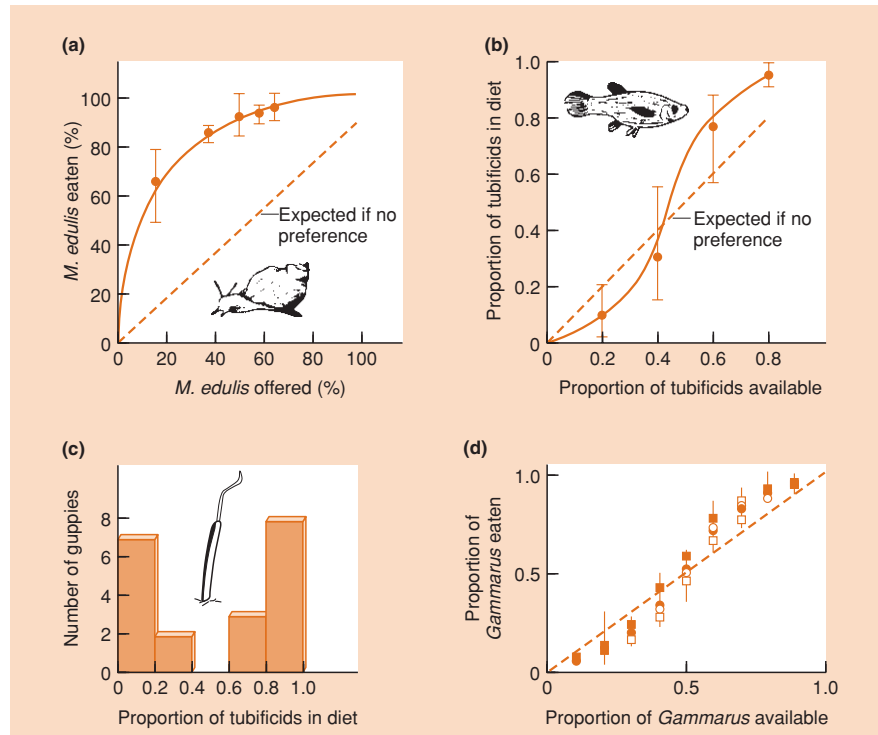 (a)
M. edulis eaten (%)
100
80
60
40
20
0
Expected if no
preference
0 20 40 60 80 100
M. edulis offered (%)
(b)
Proportion of tubificids in diet
1.0
0.8
0.6
0.4
0.2
0
Expected if no
preference
0 0.2 0.4 0.6 0.8
Proportion of tubificids available
(c)
Number of guppies
8
6
4
2
0
0 0.2 0.4 0.6 0.8 1.0
Proportion of tubificids in diet
(d)
Proportion of
Gammarus eaten
1.0
0.5
0
0 0.5 1.0
Proportion of Gammarus available